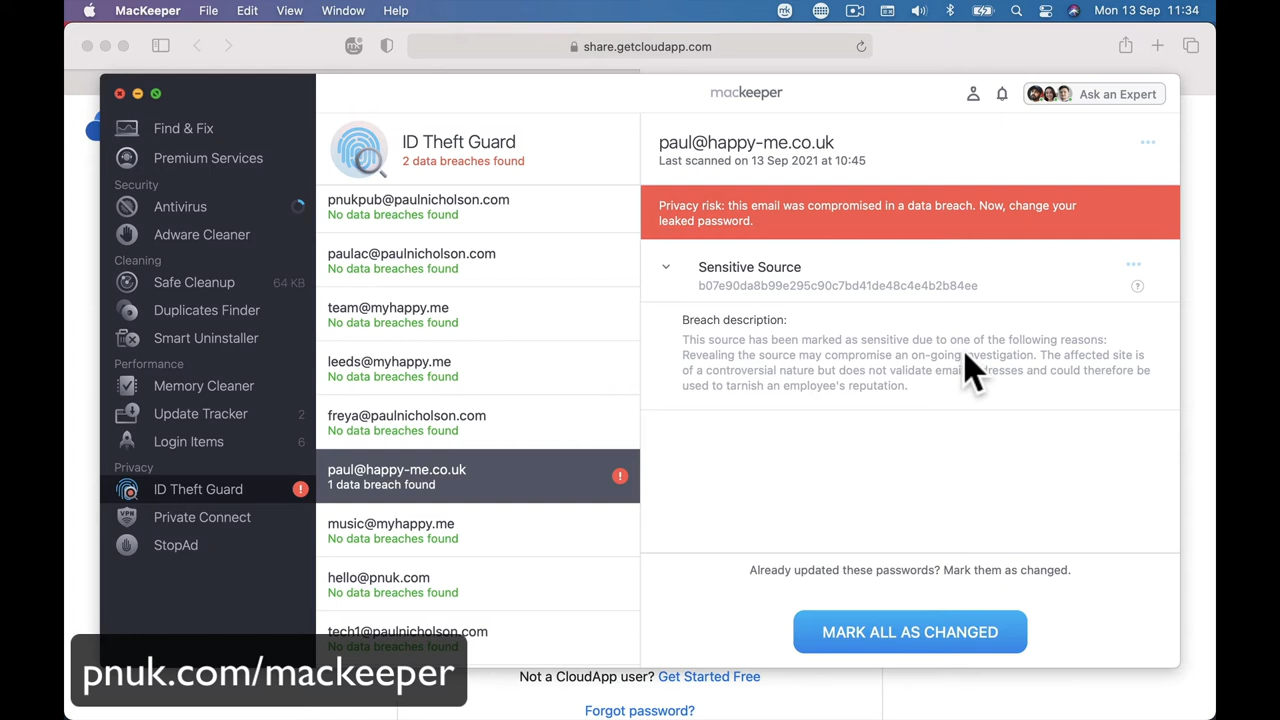 MacKeeper File Edit View Window Help
mk
Mon 13 Sep 11:34
share.getcloudapp.com
mackeeper
Ask an Expert
Find & Fix
Premium Services
Security
Antivirus
Adware Cleaner
Cleaning
Safe Cleanup 64 KB
Duplicates Finder
Smart Uninstaller
Performance
Memory Cleaner
Update Tracker 2
Login Items 6
Privacy
ID Theft Guard
VPN Private Connect
StopAd
ID Theft Guard
2 data breaches found
pnukpub@paulnicholson.com
No data breaches found
paulac@paulnicholson.com
No data breaches found
team@myhappy.me
No data breaches found
leeds@myhappy.me
No data breaches found
freya@paulnicholson.com
No data breaches found
paul@happy-me.co.uk
1 data breach found
music@myhappy.me
No data breaches found
hello@pnuk.com
No data breaches found
tech1@paulnicholson.com
No data breaches found
paul@happy-me.co.uk
Last scanned on 13 Sep 2021 at 10:45
Privacy risk: this email was compromised in a data breach. Now, change your
leaked password.
Sensitive Source
b07e90da8b99e295c90c7bd41de48c4e4b2b84ee
Breach description:
This source has been marked as sensitive due to one of the following reasons:
Revealing the source may compromise an on-going investigation. The affected site is
of a controversial nature but does not validate email addresses and could therefore be
used to tarnish an employee's reputation.
Already updated these passwords? Mark them as changed.
MARK ALL AS CHANGED
pnuk.com/mackeeper
Not a CloudApp user? Get Started Free
Forgot password?